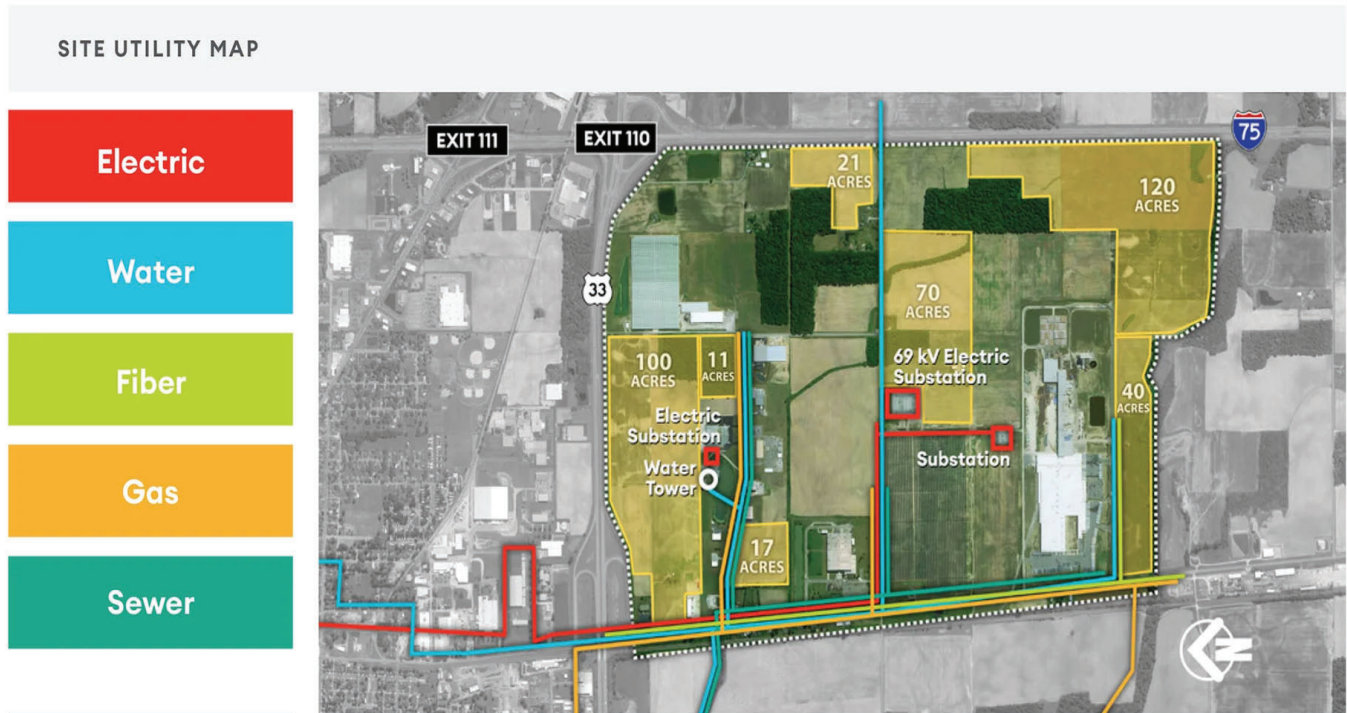 SITE UTILITY MAP
Electric
Water
Fiber
Gas
Sewer
EXIT 111
EXIT 110
75
33
21
ACRES
120
ACRES
70
ACRES
100
ACRES
11
ACRES
69 kV Electric
Substation
40
ACRES
Electric
Substation
Water
Tower
Substation
17
ACRES
N